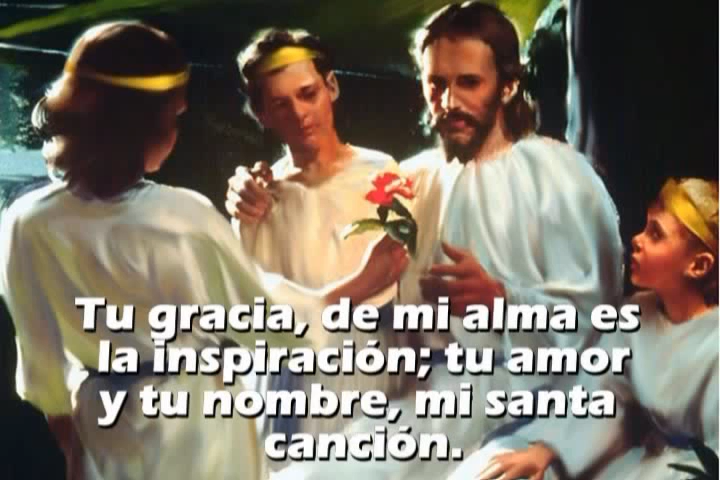 Tu gracia, de mi alma es
la inspiración; tu amor
y tu nombre, mi santa
canción.